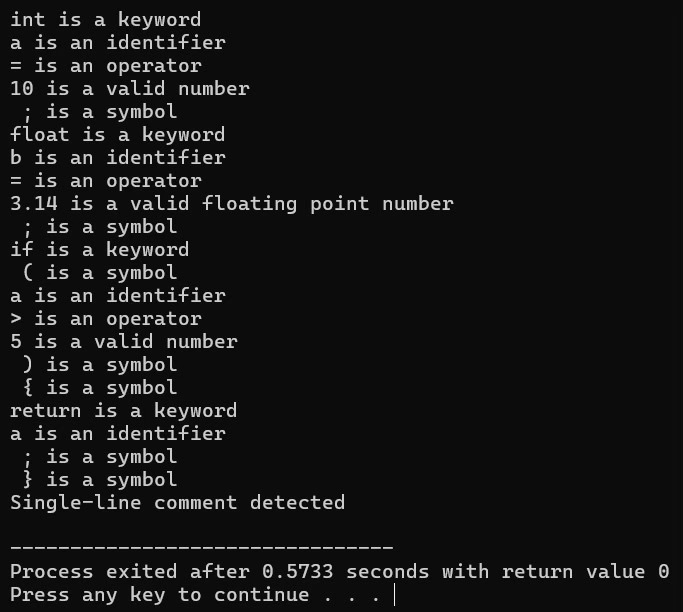 int is a keyword
a is an identifier
= is an operator
10 is a valid number
 ; is a symbol
float is a keyword
b is an identifier
= is an operator
3.14 is a valid floating point number
 ; is a symbol
if is a keyword
 ( is a symbol
a is an identifier
> is an operator
5 is a valid number
 ) is a symbol
 { is a symbol
return is a keyword
a is an identifier
 ; is a symbol
 } is a symbol
Single-line comment detected

--------------------------------
Process exited after 0.5733 seconds with return value 0
Press any key to continue . . .